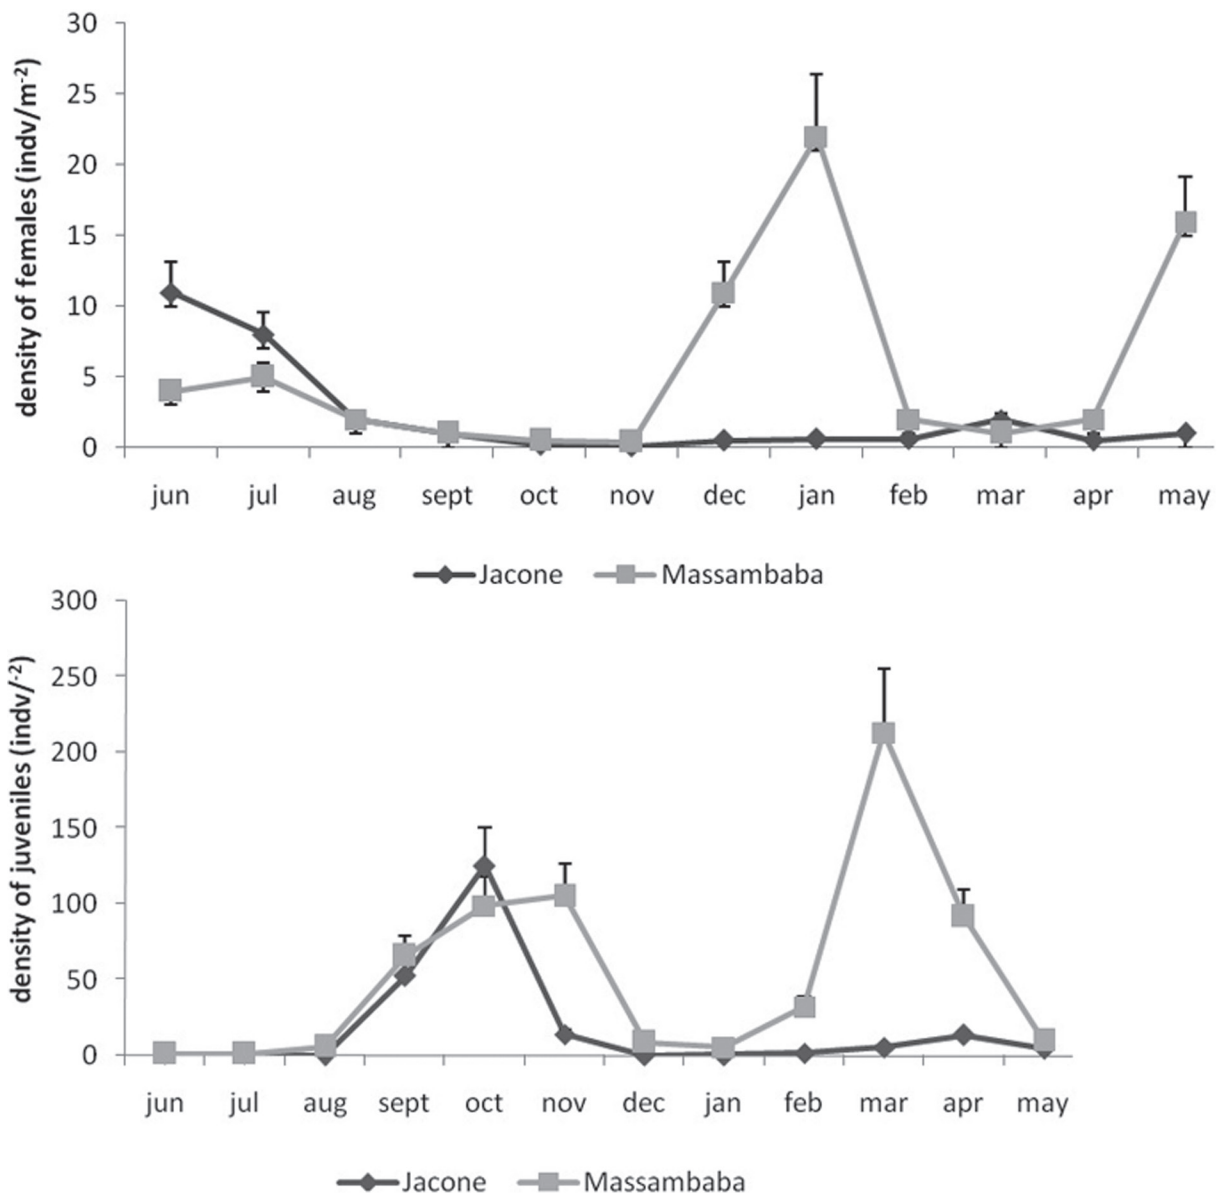 density of females (indv/m-2)
30
25
20
15
10
5
0
jun jul aug sept oct nov dec jan feb mar apr may
Jacone Massambaba
density of juveniles (indv/-2)
300
250
200
150
100
50
0
jun jul aug sept oct nov dec jan feb mar apr may
Jacone Massambaba